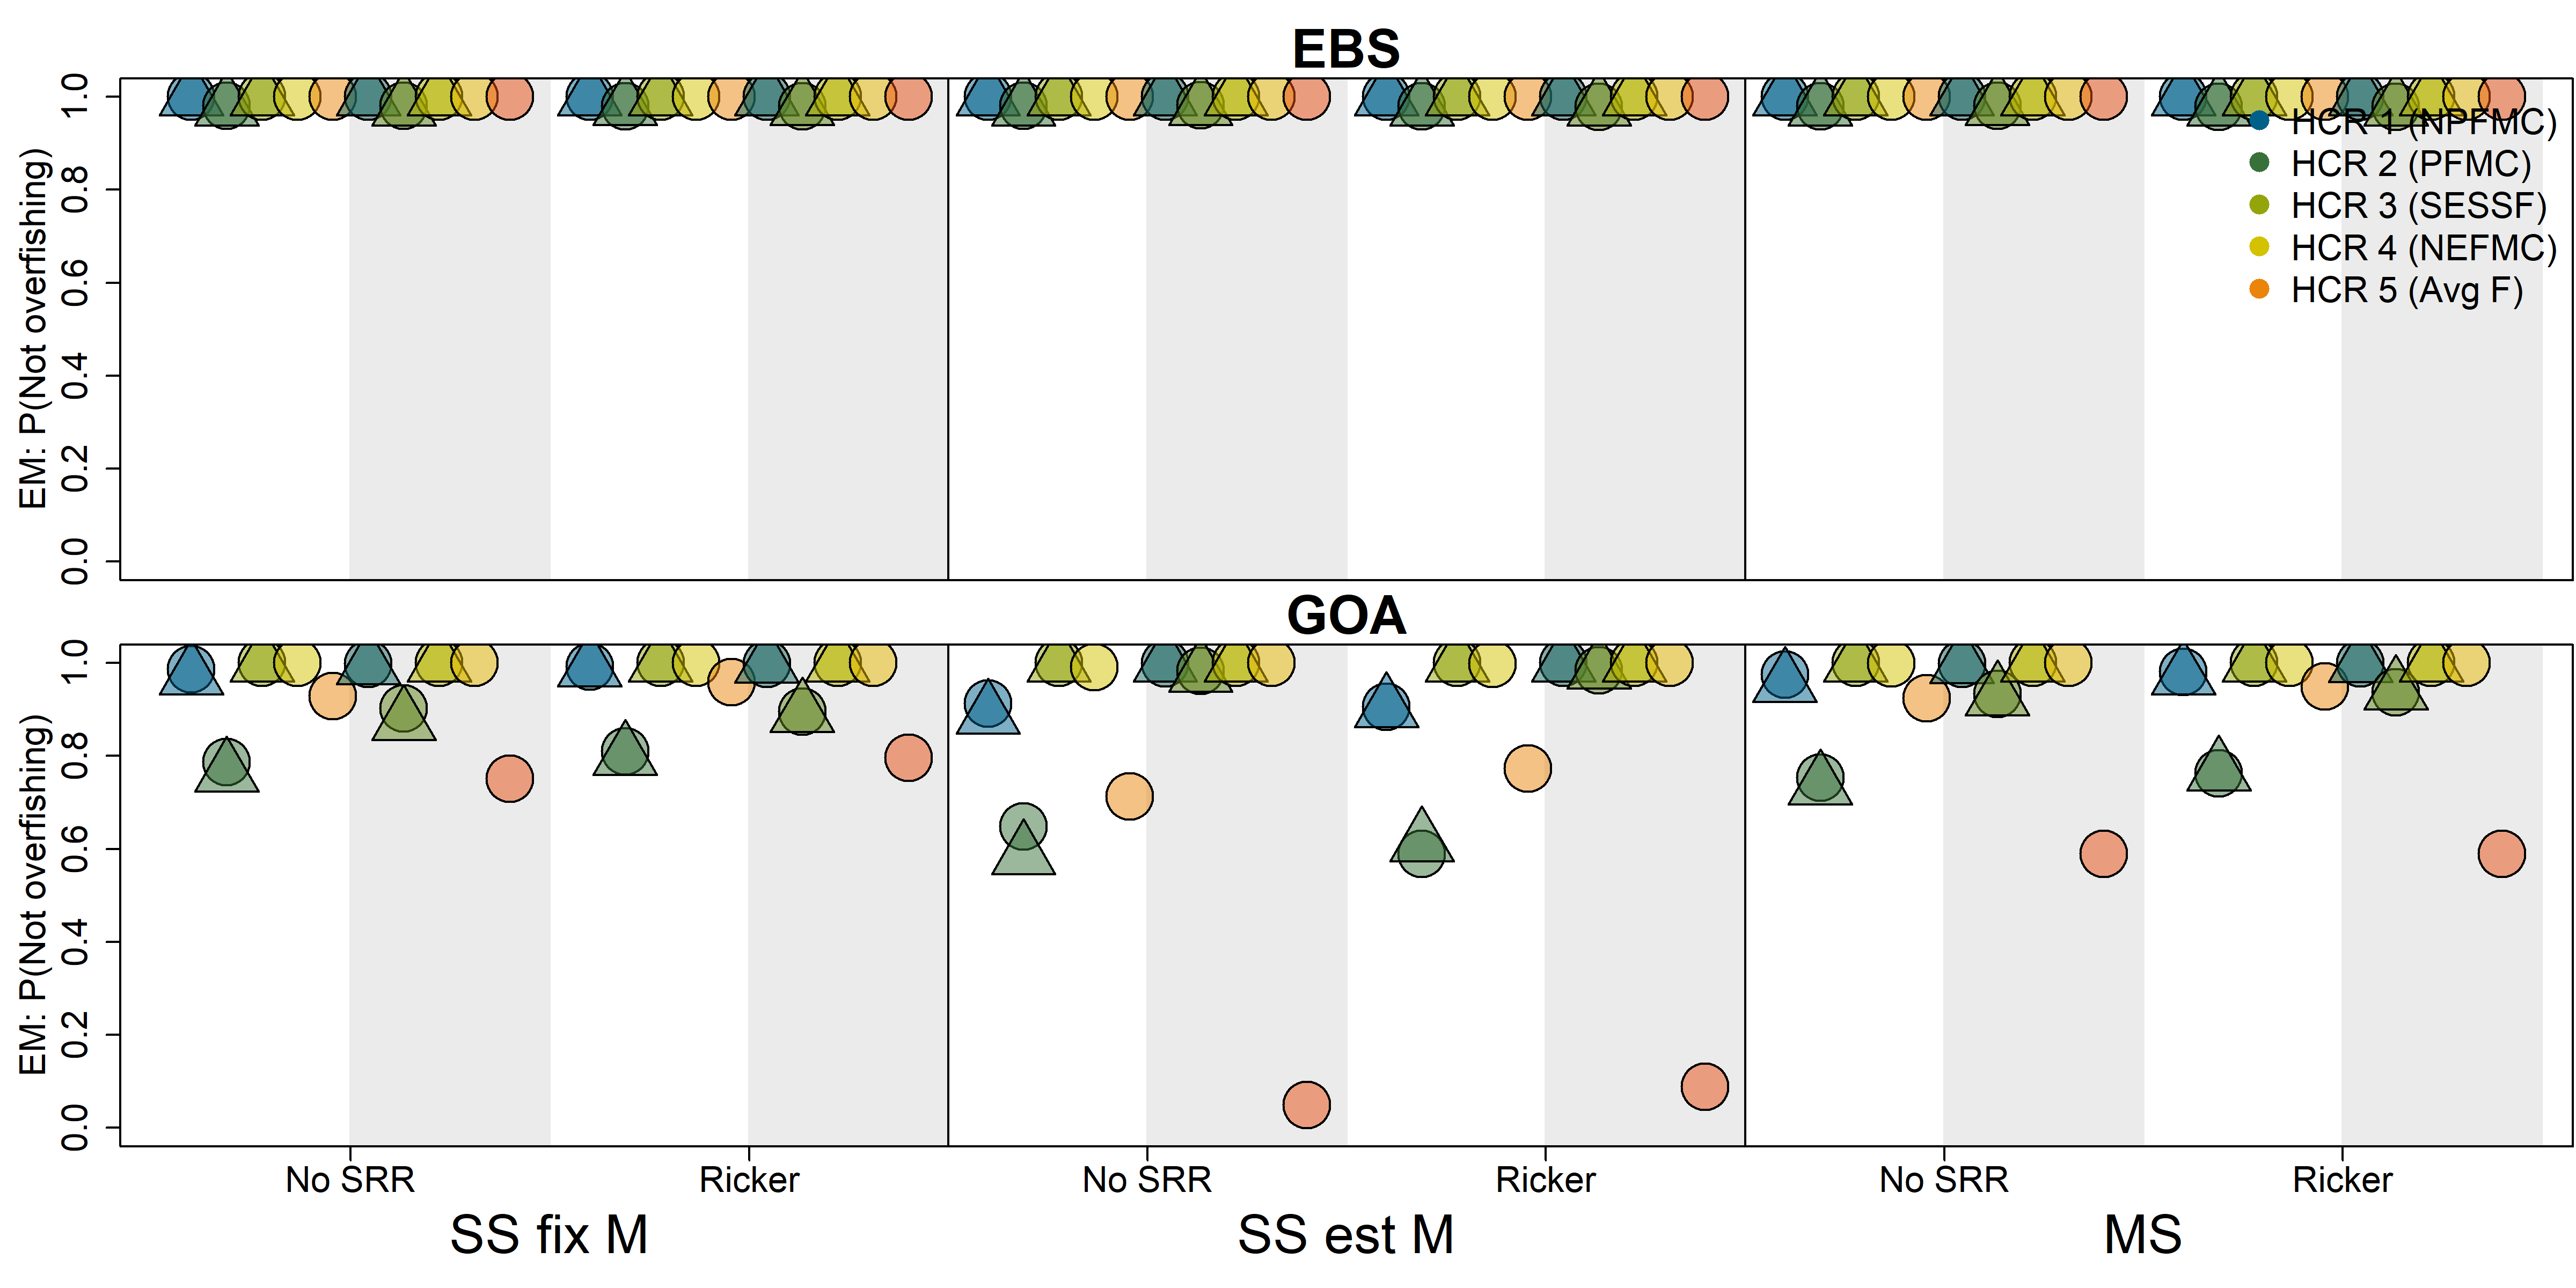 EBS
EM: P(Not overfishing)
1.0
0.8
0.6
0.4
0.2
0.0
HCR 1 (NPFMC)
HCR 2 (PFMC)
HCR 3 (SESSF)
HCR 4 (NEFMC)
HCR 5 (Avg F)
GOA
EM: P(Not overfishing)
1.0
0.8
0.6
0.4
0.2
0.0
No SRR Ricker No SRR Ricker No SRR Ricker
SS fix M SS est M MS